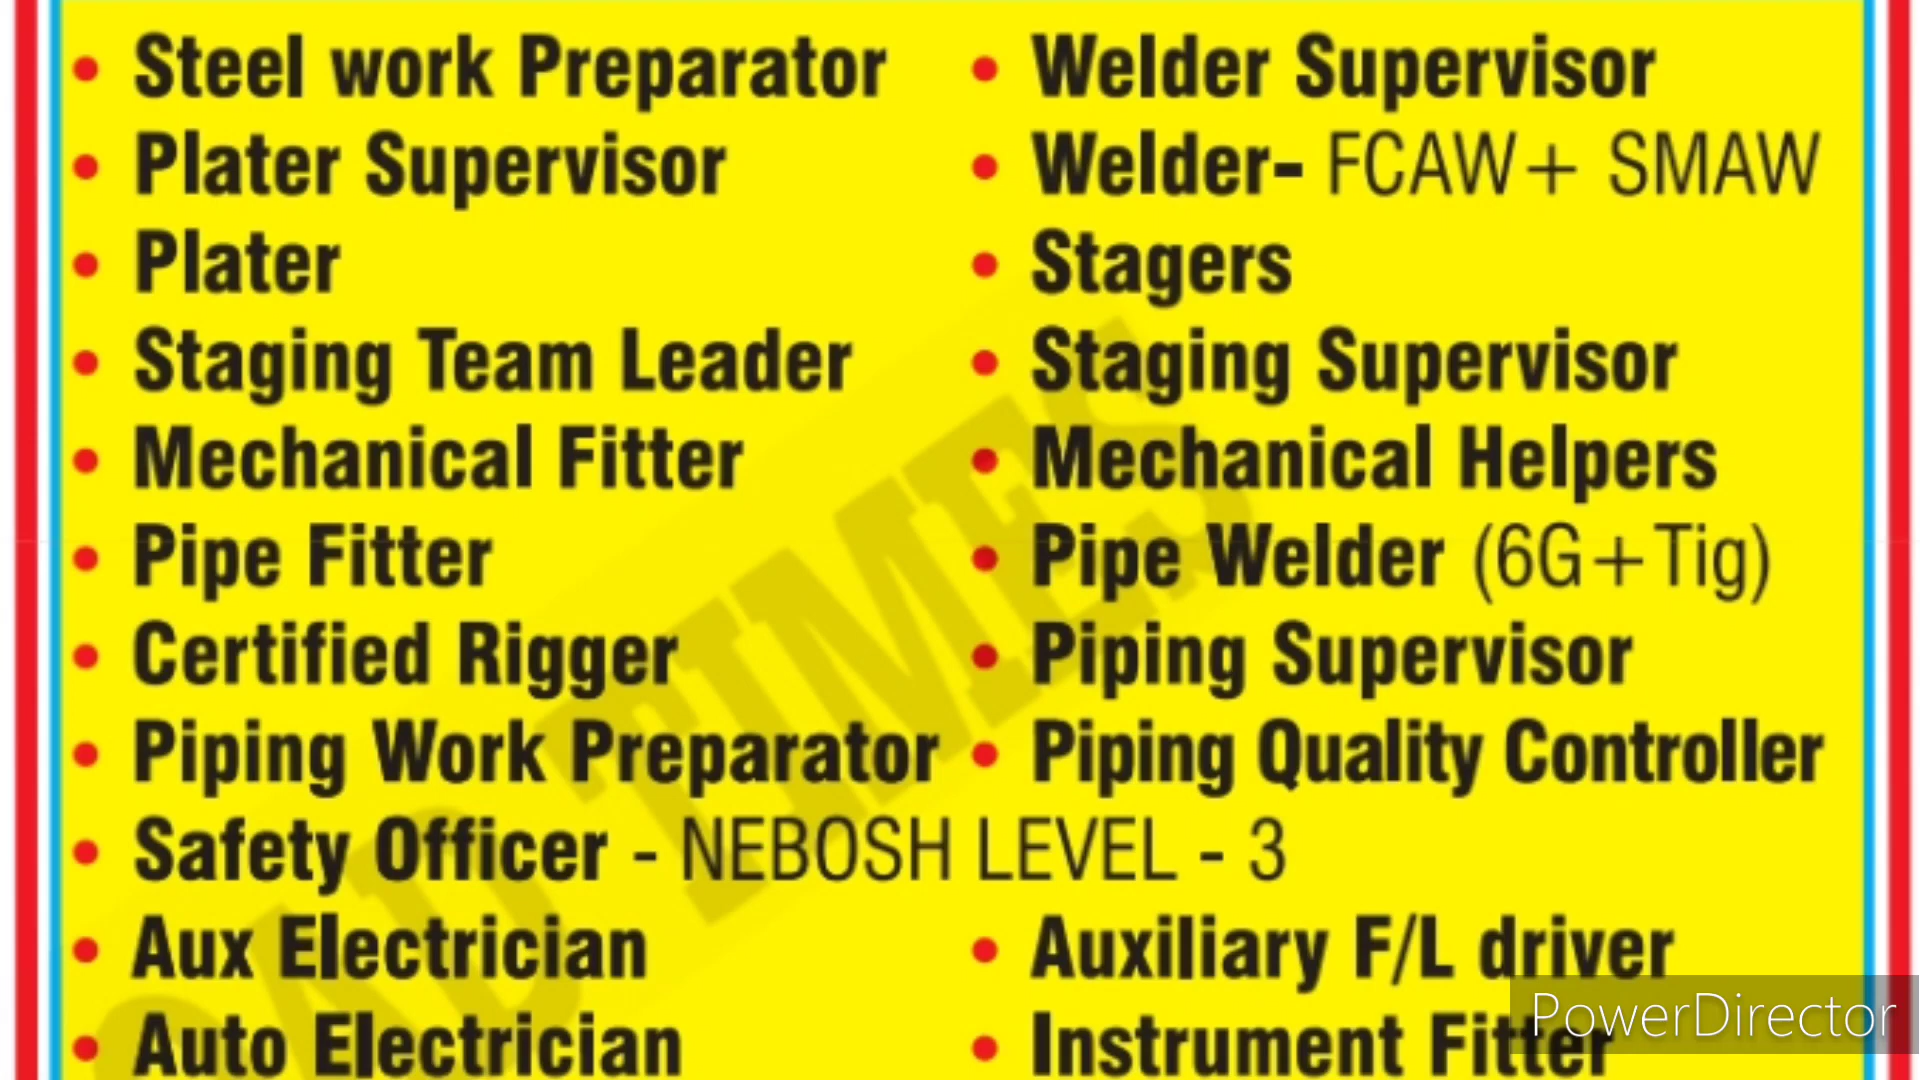 • Steel work Preparator • Welder Supervisor
• Plater Supervisor • Welder- FCAW+ SMAW
• Plater • Stagers
• Staging Team Leader • Staging Supervisor
• Mechanical Fitter • Mechanical Helpers
• Pipe Fitter • Pipe Welder (6G+Tig)
• Certified Rigger • Piping Supervisor
• Piping Work Preparator • Piping Quality Controller
• Safety Officer - NEBOSH LEVEL - 3
• Aux Electrician • Auxiliary F/L driver
• Auto Electrician • Instrument Fitter
PowerDirector
TIMES